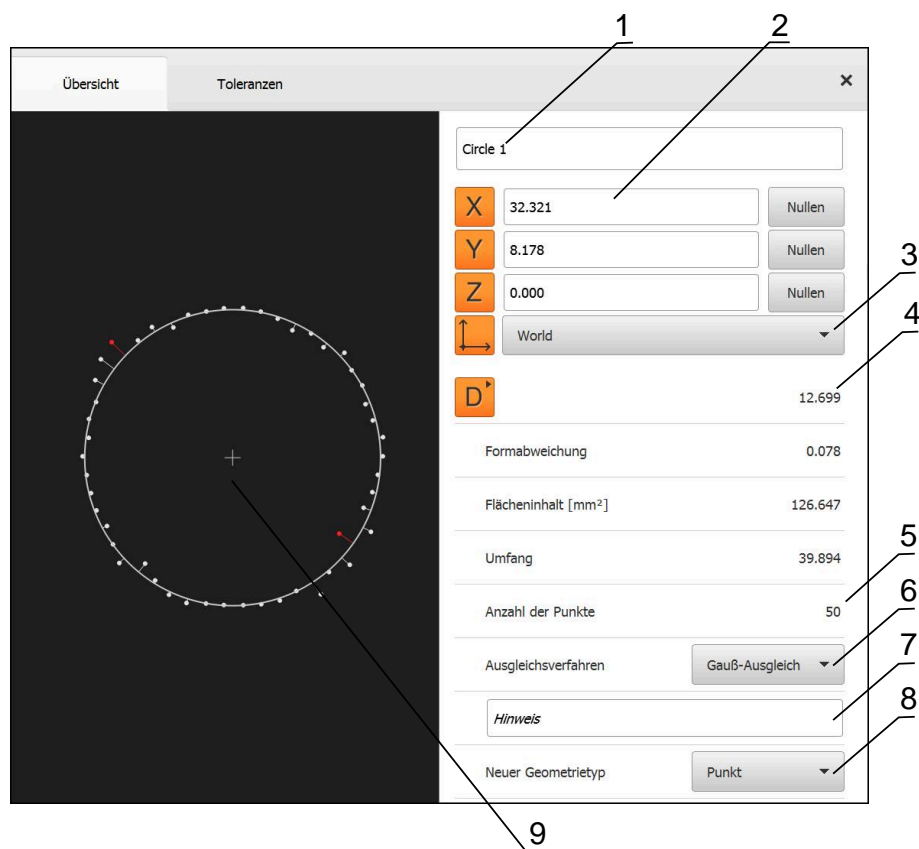 1 2
Übersicht Toleranzen ×
Circle 1
X 32.321 Nullen
Y 8.178 Nullen
Z 0.000 Nullen
3
World
4
D 12.699
Formabweichung 0.078
Flächeninhalt [mm²] 126.647
5
Umfang 39.894
6
Anzahl der Punkte 50
7
Ausgleichsverfahren Gauß-Ausgleich
8
Hinweis
Neuer Geometrietyp Punkt
9